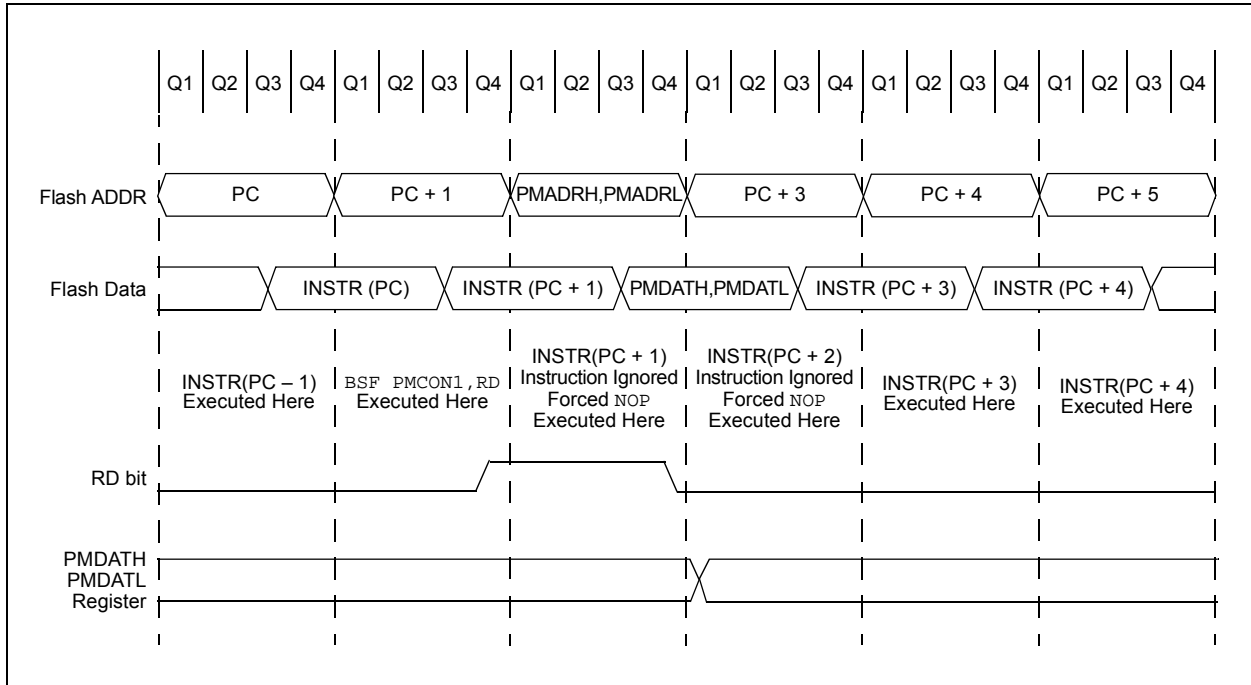 Q1 Q2 Q3 Q4 Q1 Q2 Q3 Q4 Q1 Q2 Q3 Q4 Q1 Q2 Q3 Q4 Q1 Q2 Q3 Q4 Q1 Q2 Q3 Q4
Flash ADDR PC PC + 1 PMADRH,PMADRL PC + 3 PC + 4 PC + 5
Flash Data INSTR (PC) INSTR (PC + 1) PMDATH,PMDATL INSTR (PC + 3) INSTR (PC + 4)
INSTR(PC – 1)
Executed Here
BSF PMCON1,RD
Executed Here
INSTR(PC + 1)
Instruction Ignored
Forced NOP
Executed Here
INSTR(PC + 2)
Instruction Ignored
Forced NOP
Executed Here
INSTR(PC + 3)
Executed Here
INSTR(PC + 4)
Executed Here
RD bit
PMDATH
PMDATL
Register